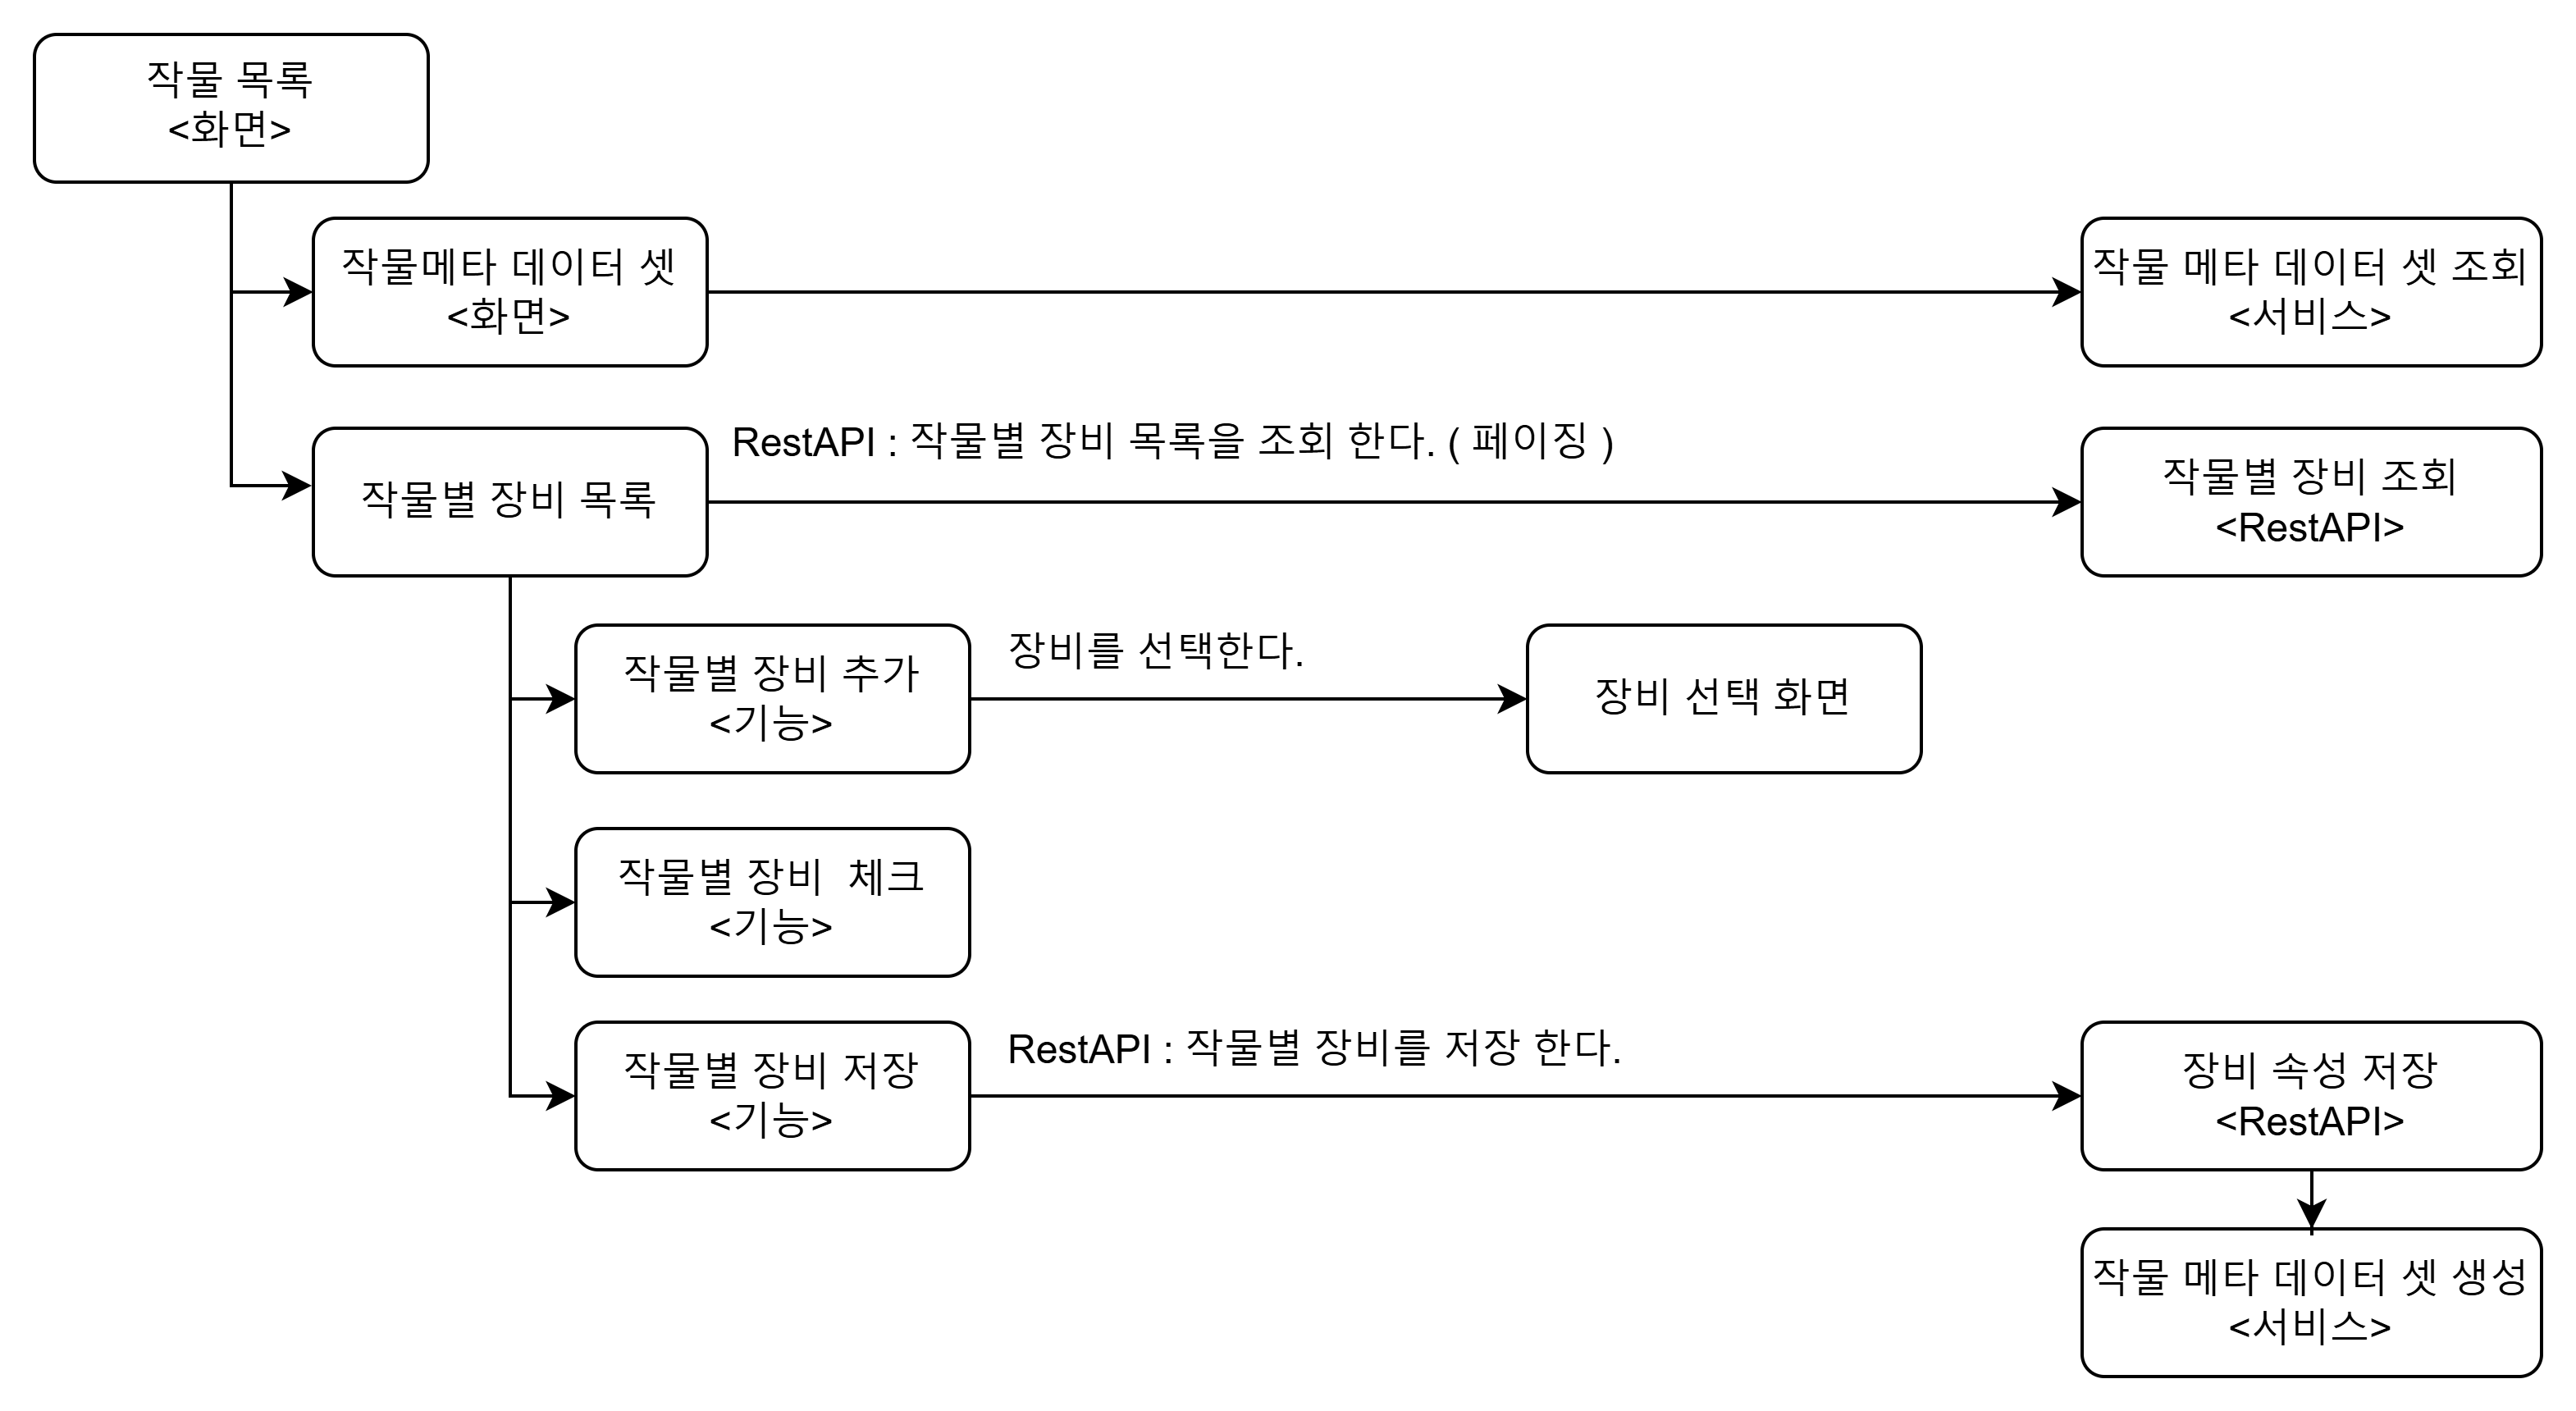 작물 목록
<화면>
작물메타 데이터 셋
<화면>
작물 메타 데이터 셋 조회
<서비스>
작물별 장비 목록
RestAPI : 작물별 장비 목록을 조회 한다. ( 페이징 )
작물별 장비 조회
<RestAPI>
작물별 장비 추가
<기능>
장비를 선택한다.
장비 선택 화면
작물별 장비  체크
<기능>
작물별 장비 저장
<기능>
RestAPI : 작물별 장비를 저장 한다.
장비 속성 저장
<RestAPI>
작물 메타 데이터 셋 생성
<서비스>